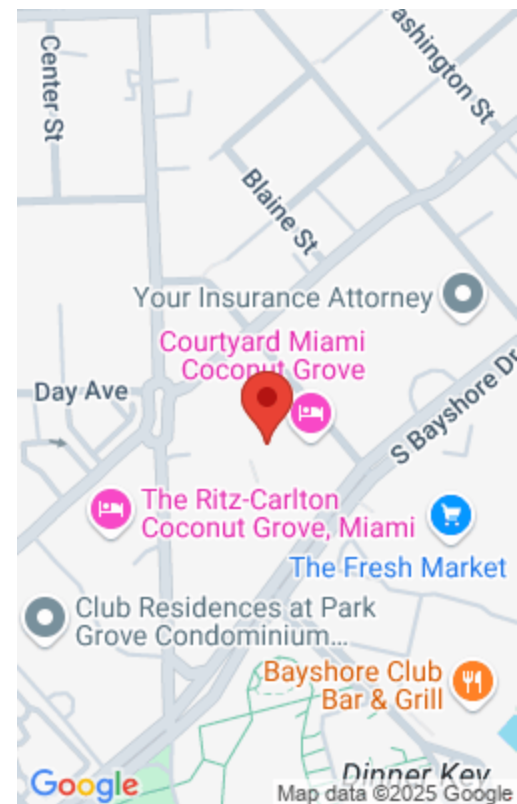 Center St
ashington St
Blaine St
Your Insurance Attorney
Courtyard Miami
Coconut Grove
Day Ave
S Bayshore Dr
The Ritz-Carlton
Coconut Grove, Miami
The Fresh Market
Club Residences at Park
Grove Condominium...
Bayshore Club
Bar & Grill
Dinner Key
Google
Map data ©2025 Google